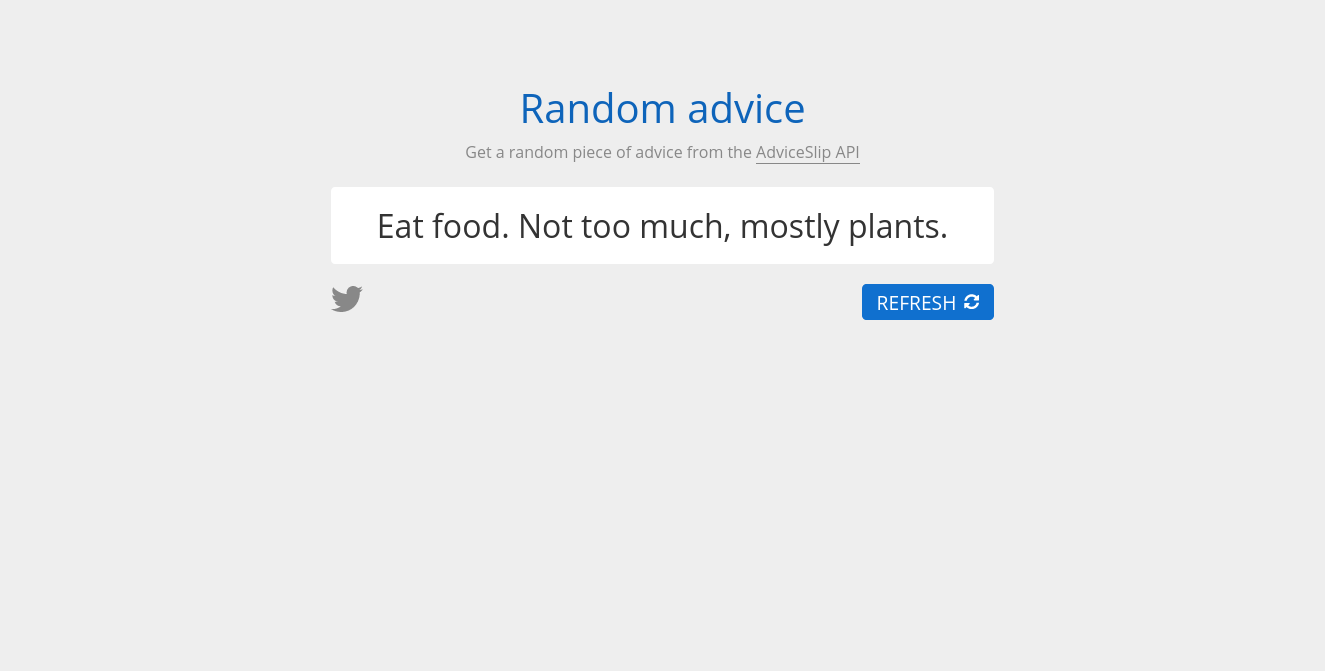 Random advice
Get a random piece of advice from the AdviceSlip API
Eat food. Not too much, mostly plants.
REFRESH